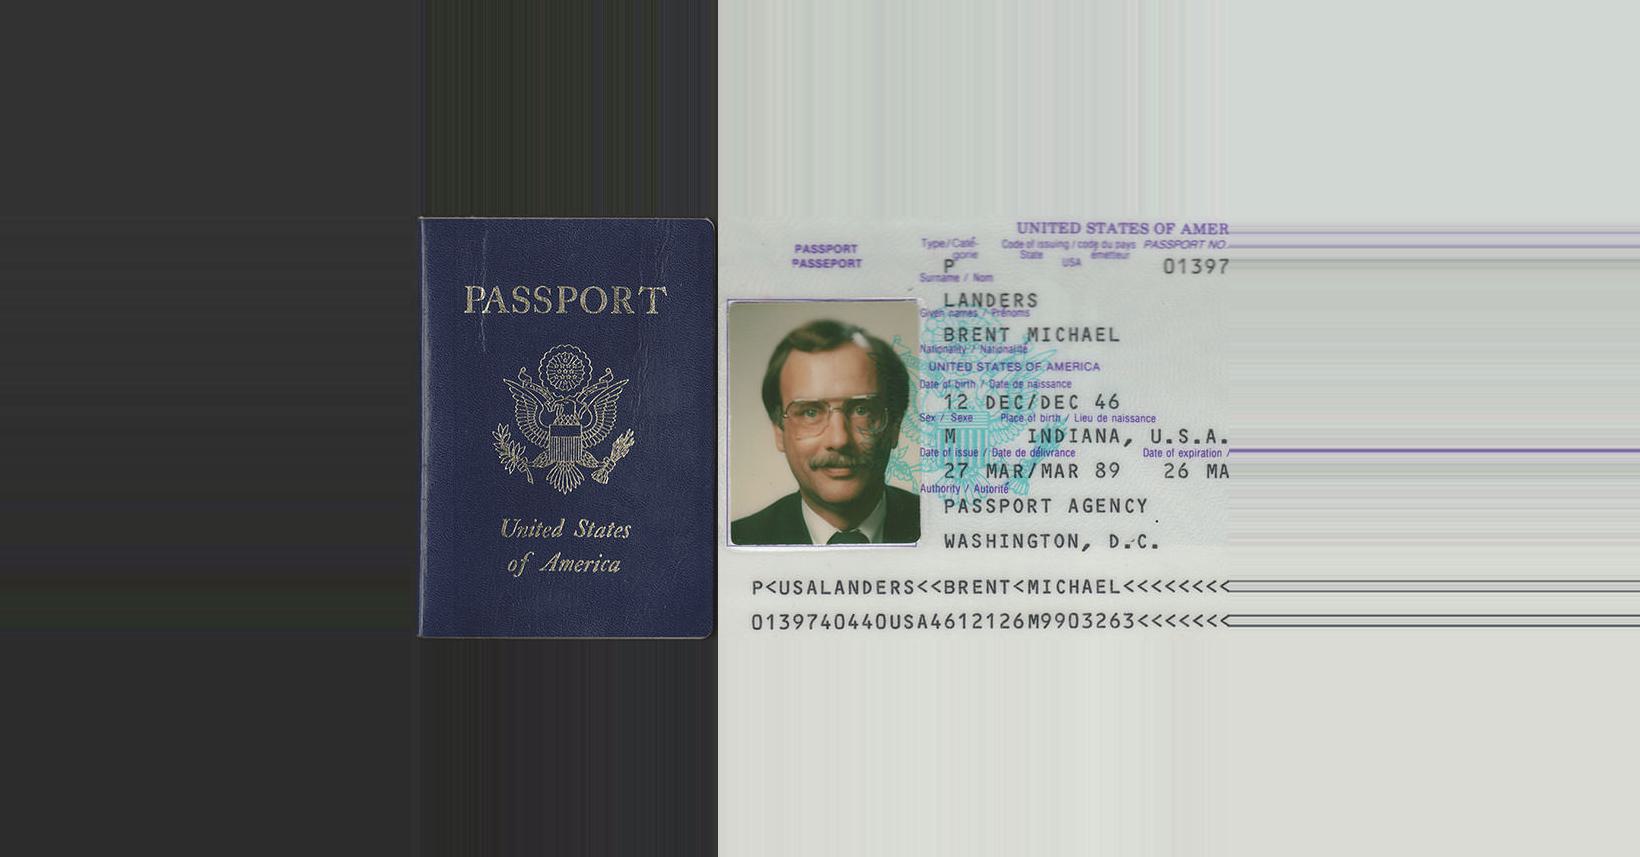 PASSPORT
United States
of America
UNITED STATES OF AMER
PASSPORT
PASSEPORT
Type/Caté-
gorie
P
Code of issuing / code du pays
State USA émetteur
PASSPORT NO.
01397
Surname / Nom
LANDERS
Given names / Prénoms
BRENT MICHAEL
Nationality / Nationalité
UNITED STATES OF AMERICA
Date of birth / Date de naissance
12 DEC/DEC 46
Sex / Sexe Place of birth / Lieu de naissance
M INDIANA, U.S.A.
Date of issue / Date de délivrance Date of expiration /
27 MAR/MAR 89 26 MA
Authority / Autorité
PASSPORT AGENCY
WASHINGTON, D.C.
P<USALANDERS<<BRENT<MICHAEL<<<<<<<<
0139740440USA4612126M9903263<<<<<<<